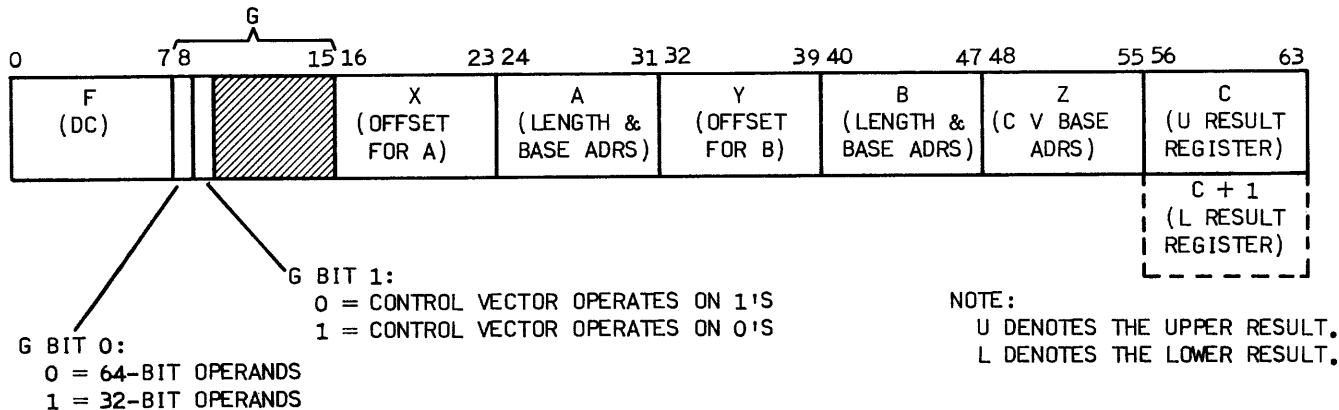 G
0 7 8 15 16 23 24 31 32 39 40 47 48 55 56 63
F X A Y B Z C
(DC) (OFFSET (LENGTH & (OFFSET (LENGTH & (C V BASE (U RESULT
FOR A) BASE ADRS) FOR B) BASE ADRS) ADRS) REGISTER)
C + 1
(L RESULT
REGISTER)
G BIT 1:
0 = CONTROL VECTOR OPERATES ON 1'S
1 = CONTROL VECTOR OPERATES ON 0'S
NOTE:
U DENOTES THE UPPER RESULT.
L DENOTES THE LOWER RESULT.
G BIT 0:
0 = 64-BIT OPERANDS
1 = 32-BIT OPERANDS